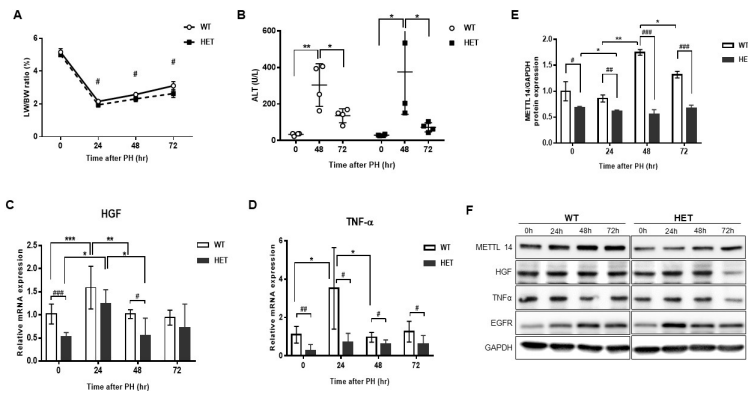 A
WT
HET
LW/BW ratio (%)
6
4
2
0
#
#
#
0
24
48
72
Time after PH (hr)
B
WT
HET
ALT
(U/L)
600
400
200
0
**
*
*
*
0
48
72
0
48
72
Time after PH (hr)
E
WT
HE
METTL14/GAPDH
protein expression
2.0
1.5
1.0
0.5
0.0
#
*
##
**
###
*
###
0
24
48
72
Time after PH (hr)
C
HGF
WT
HET
Relative mRNA expression
2.5
2.0
1.5
1.0
0.5
0.0
***
**
*
*
###
#
0
24
48
72
Time after PH (hr)
D
TNF-α
WT
HET
Relative mRNA expression
6
4
2
0
*
*
##
#
#
#
0
24
48
72
Time after PH (hr)
F
WT
HET
0h
24h
48h
72h
0h
24h
48h
72h
METTL 14
HGF
TNFα
EGFR
GAPDH